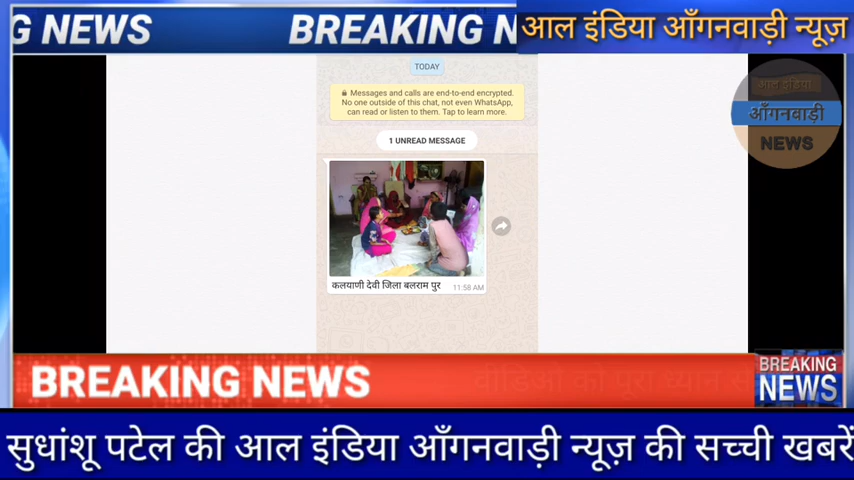 G NEWS
BREAKING N
आल इंडिया आँगनवाड़ी न्यूज़
आल इंडिया
आँगनवाड़ी
NEWS
TODAY
Messages and calls are end-to-end encrypted.
No one outside of this chat, not even WhatsApp,
can read or listen to them. Tap to learn more.
1 UNREAD MESSAGE
कलयाणी देवी जिला बलराम पुर
11:58 AM
BREAKING NEWS
BREAKING
NEWS
सुधांशू पटेल की आल इंडिया आँगनवाड़ी न्यूज़ की सच्ची खबरें